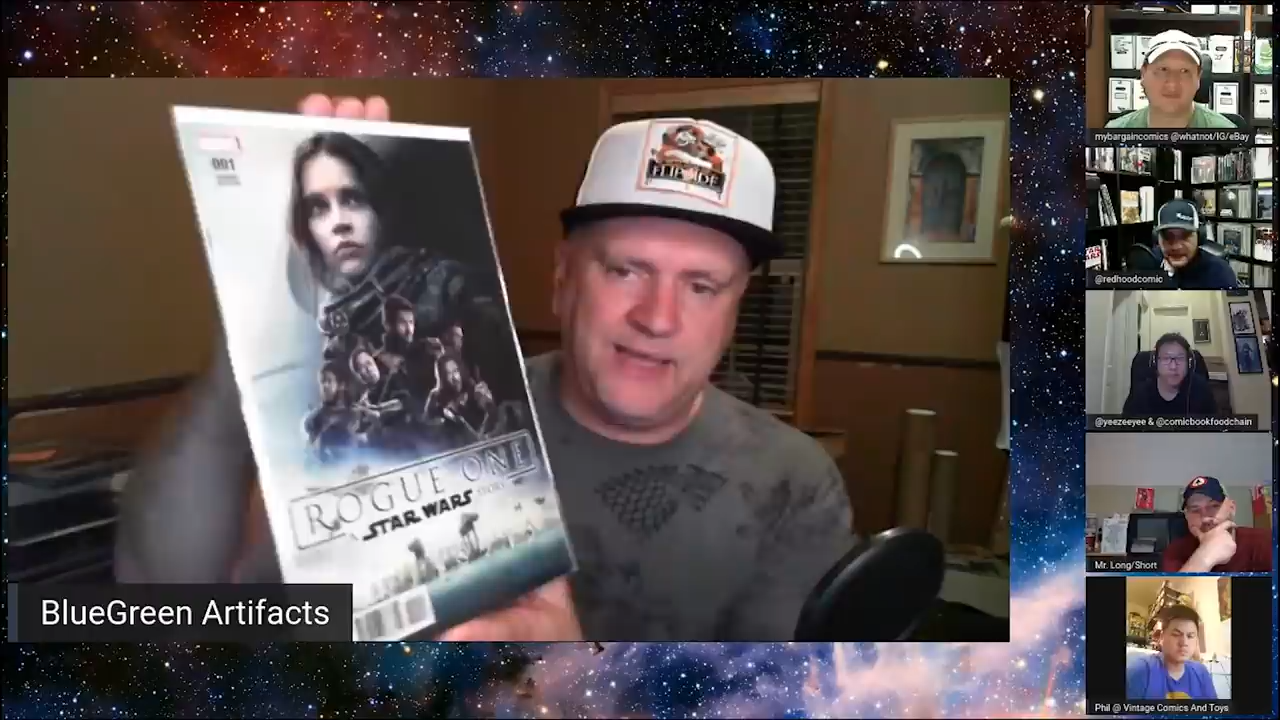 mybargaincomics @whatnot/IG/eBay
@redhoodcomic
@yeezeeyee & @comicbookfoodchain
Mr. Long/Short
Phil @ Vintage Comics And Toys
001
ROGUE ONE
STAR WARS
BlueGreen Artifacts